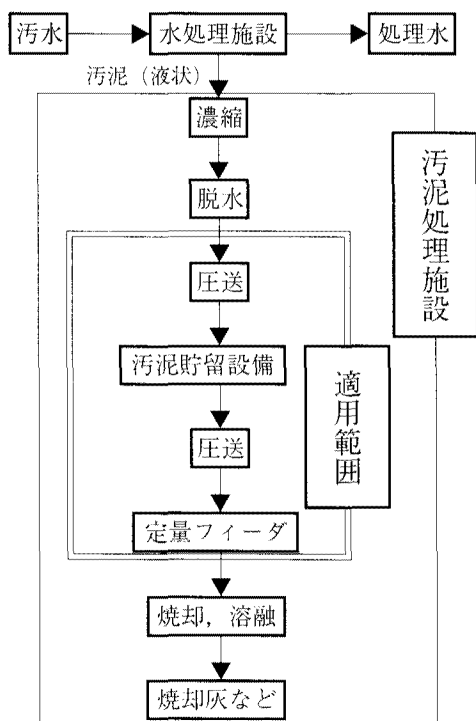 汚水
水処理施設
処理水
汚泥（液状）
濃縮
汚泥処理施設
脱水
圧送
汚泥貯留設備
適用範囲
圧送
定量フィーダ
焼却，溶融
焼却灰など